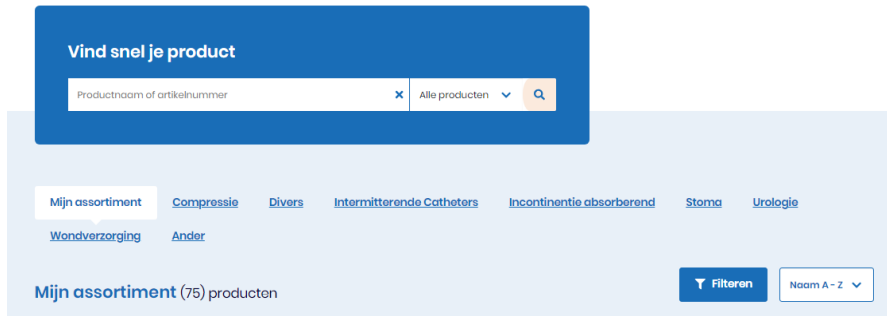 Vind snel je product
Productnaam of artikelnummer Alle producten
Mijn assortiment Compressie Divers Intermitterende Catheters Incontinentie absorberend Stoma Urologie
Wondverzorging Ander
Mijn assortiment (75) producten Filteren Naam A - Z